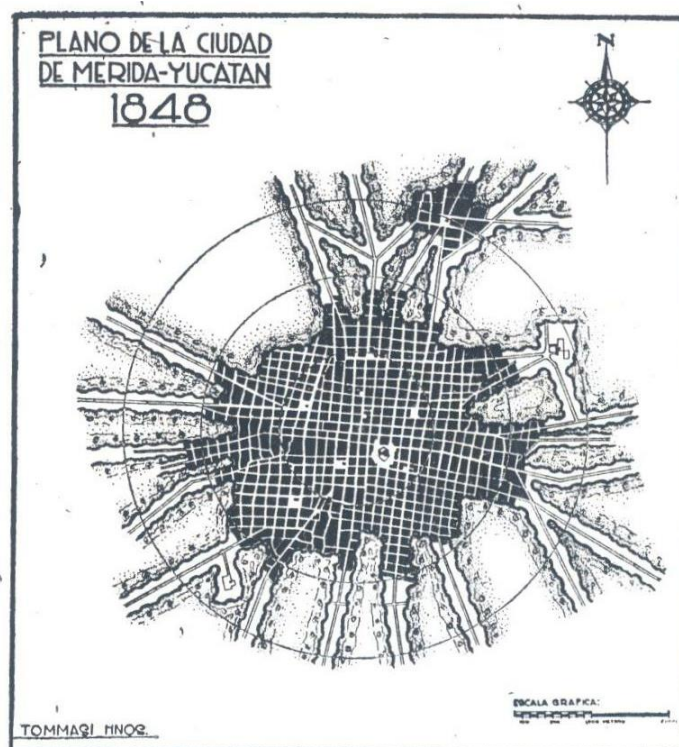 PLANO DE LA CIUDAD
DE MERIDA-YUCATAN
1848
N
ESCALA GRAFICA:
TOMMASI HNOS.